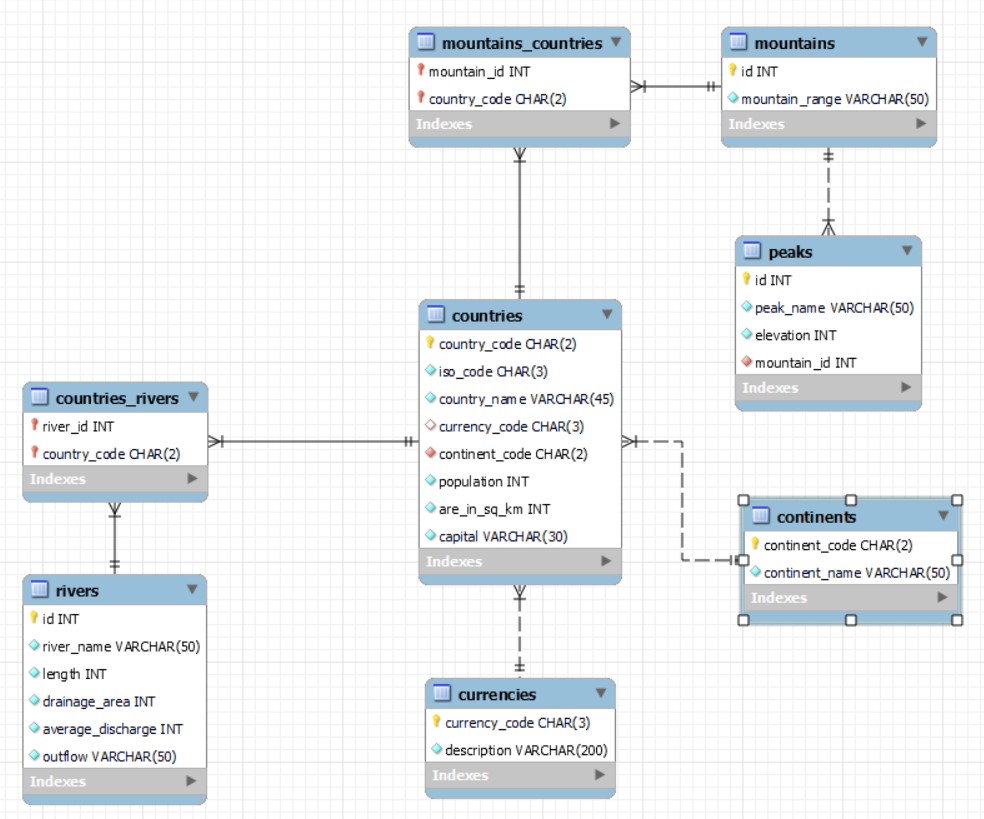 mountains_countries
mountain_id INT
country_code CHAR(2)
Indexes
mountains
id INT
mountain_range VARCHAR(50)
Indexes
peaks
id INT
peak_name VARCHAR(50)
elevation INT
mountain_id INT
Indexes
countries
country_code CHAR(2)
iso_code CHAR(3)
country_name VARCHAR(45)
currency_code CHAR(3)
continent_code CHAR(2)
population INT
are_in_sq_km INT
capital VARCHAR(30)
Indexes
countries_rivers
river_id INT
country_code CHAR(2)
Indexes
continents
continent_code CHAR(2)
continent_name VARCHAR(50)
Indexes
rivers
id INT
river_name VARCHAR(50)
length INT
drainage_area INT
average_discharge INT
outflow VARCHAR(50)
Indexes
currencies
currency_code CHAR(3)
description VARCHAR(200)
Indexes